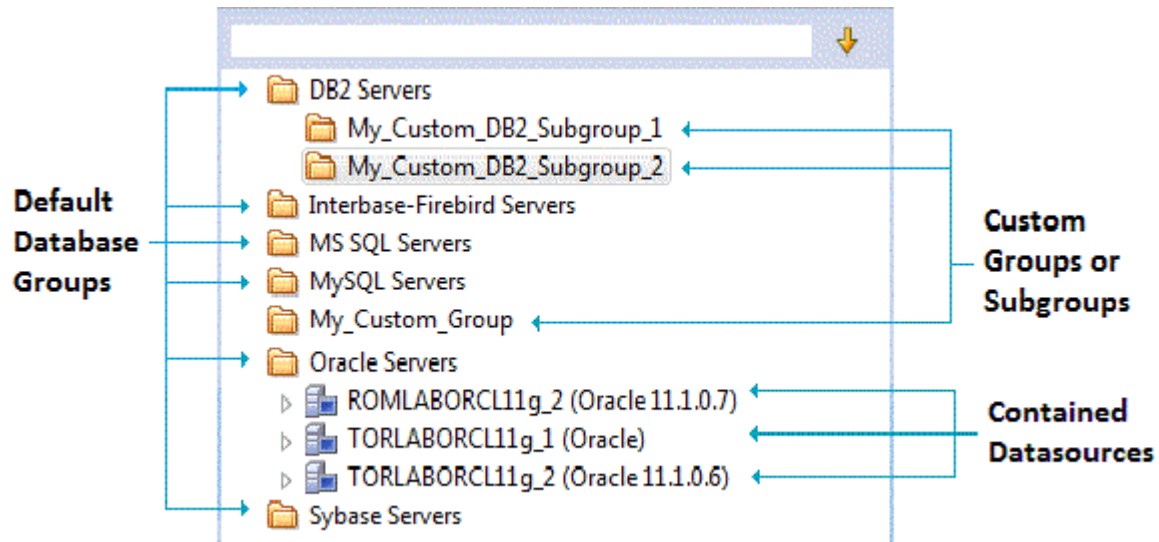 DB2 Servers
My_Custom_DB2_Subgroup_1
My_Custom_DB2_Subgroup_2
Interbase-Firebird Servers
MS SQL Servers
MySQL Servers
My_Custom_Group
Oracle Servers
ROMLABORCL11g_2 (Oracle 11.1.0.7)
TORLABORCL11g_1 (Oracle)
TORLABORCL11g_2 (Oracle 11.1.0.6)
Sybase Servers
Default
Database
Groups
Custom
Groups or
Subgroups
Contained
Datasources